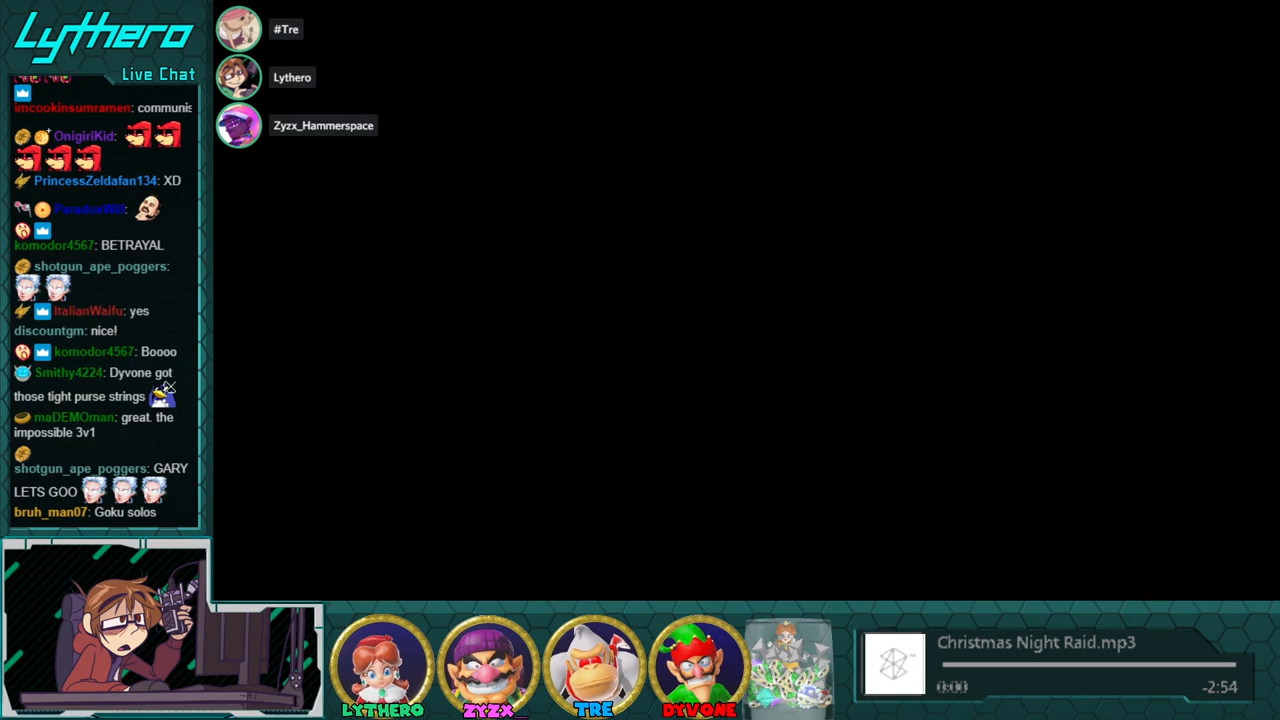 Lythero
Live Chat
imcookinsumramen: communis
OnigiriKid:
PrincessZeldafan134: XD
ParadoxWill:
komodor4567: BETRAYAL
shotgun_ape_poggers:
ItalianWaifu: yes
discountgm: nice!
komodor4567: Boooo
Smithy4224: Dyvone got
those tight purse strings
maDEMOman: great. the
impossible 3v1
shotgun_ape_poggers: GARY
LETS GOO
bruh_man07: Goku solos
#Tre
Lythero
Zyzx_Hammerspace
LYTHERO
ZYZX_
TRE
DYVONE
Christmas Night Raid.mp3
0:00
-2:54